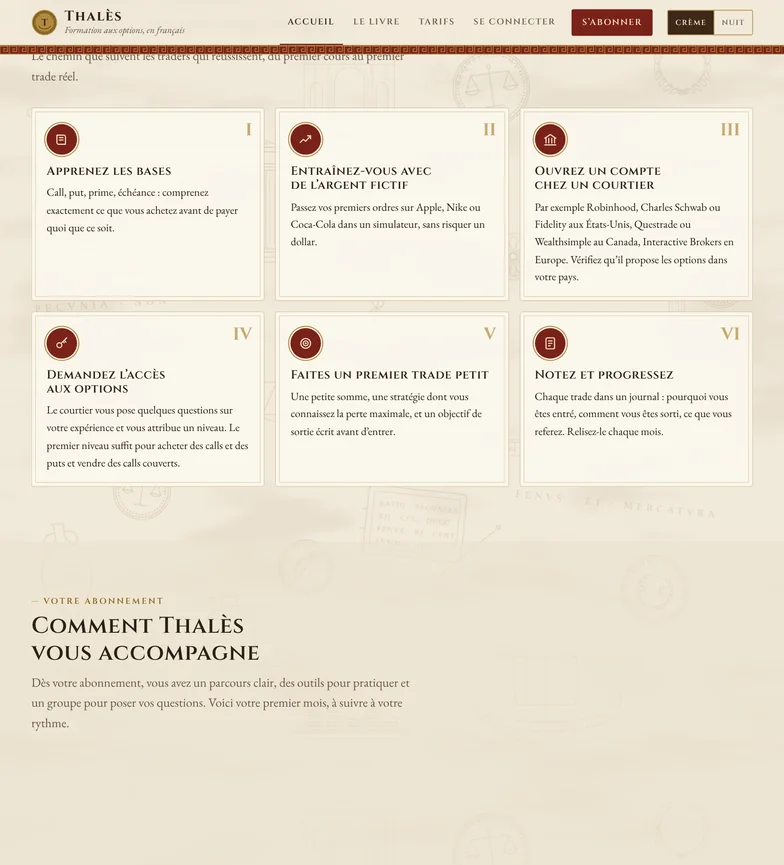 T
Thalès
Formation aux options, en français
ACCUEIL
LE LIVRE
TARIFS
SE CONNECTER
S'ABONNER
CRÈME
NUIT
Le chemin que suivent les traders qui réussissent, du premier cours au premier
trade réel.
I
Apprenez les bases
Call, put, prime, échéance : comprenez
exactement ce que vous achetez avant de payer
quoi que ce soit.
II
Entraînez-vous avec
de l'argent fictif
Passez vos premiers ordres sur Apple, Nike ou
Coca-Cola dans un simulateur, sans risquer un
dollar.
III
Ouvrez un compte
chez un courtier
Par exemple Robinhood, Charles Schwab ou
Fidelity aux États-Unis, Questrade ou
Wealthsimple au Canada, Interactive Brokers en
Europe. Vérifiez qu'il propose les options dans
votre pays.
PECVNIA NON
IV
Demandez l'accès
aux options
Le courtier vous pose quelques questions sur
votre expérience et vous attribue un niveau. Le
premier niveau suffit pour acheter des calls et des
puts et vendre des calls couverts.
V
Faites un premier trade petit
Une petite somme, une stratégie dont vous
connaissez la perte maximale, et un objectif de
sortie écrit avant d'entrer.
VI
Notez et progressez
Chaque trade dans un journal : pourquoi vous
êtes entré, comment vous êtes sorti, ce que vous
referez. Relisez-le chaque mois.
FENVS ET MERCATVRA
— VOTRE ABONNEMENT
Comment Thalès
vous accompagne
Dès votre abonnement, vous avez un parcours clair, des outils pour pratiquer et
un groupe pour poser vos questions. Voici votre premier mois, à suivre à votre
rythme.